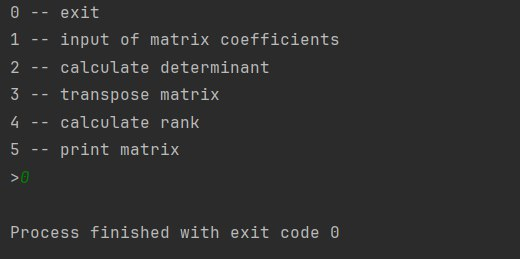 0 -- exit
1 -- input of matrix coefficients
2 -- calculate determinant
3 -- transpose matrix
4 -- calculate rank
5 -- print matrix
>0
Process finished with exit code 0